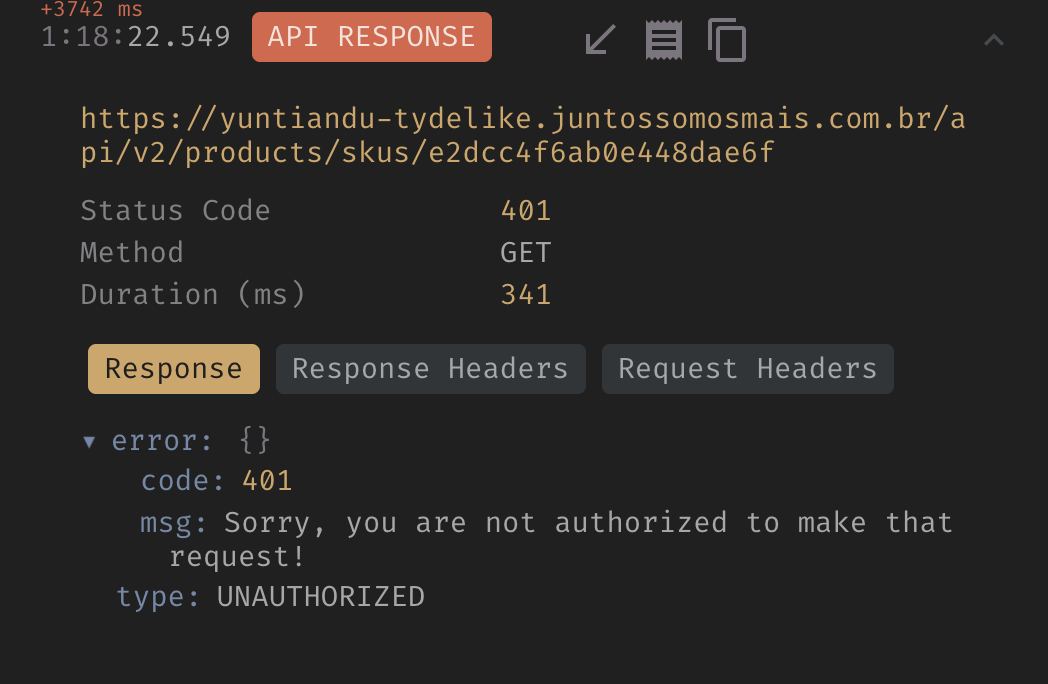 +3742 ms
1:18:22.549 API RESPONSE
https://yuntiandu-tydelike.juntossomosmais.com.br/a
pi/v2/products/skus/e2dcc4f6ab0e448dae6f
Status Code 401
Method GET
Duration (ms) 341
Response Response Headers Request Headers
▼ error: {}
code: 401
msg: Sorry, you are not authorized to make that
request!
type: UNAUTHORIZED